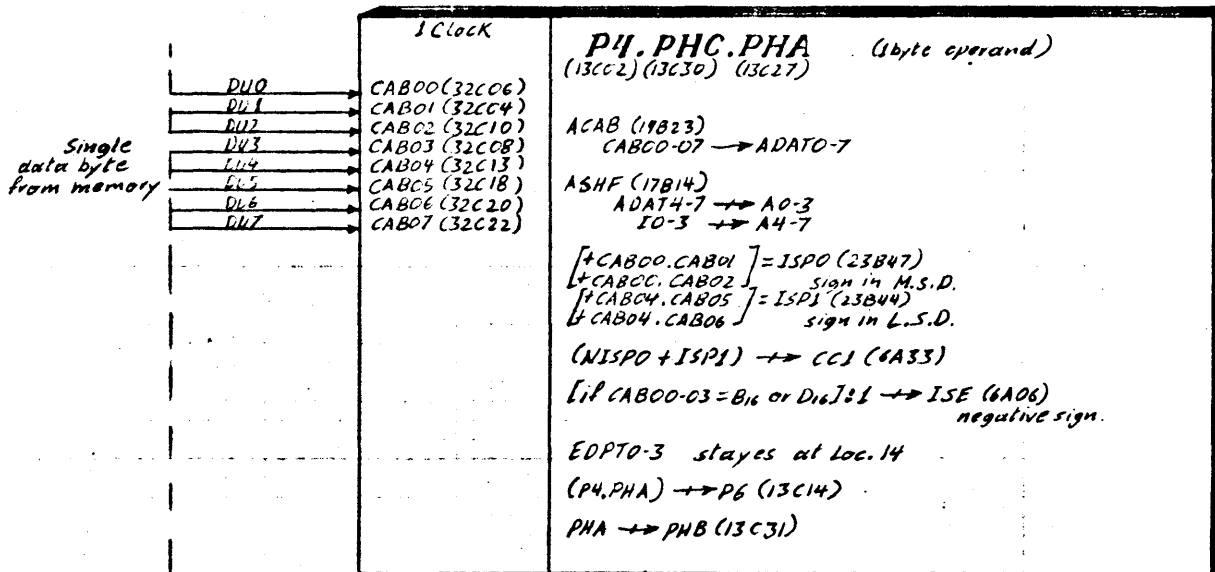 1 Clock
P4.PHC.PHA (1byte operand)
(13C02) (13C30) (13C27)
DU0 CAB00 (32C06)
DU1 CAB01 (32C04)
DU2 CAB02 (32C10)
DU3 CAB03 (32C08)
DU4 CAB04 (32C13)
DU5 CAB05 (32C18)
DU6 CAB06 (32C20)
DU7 CAB07 (32C22)
Single
data byte
from memory
ACAB (19B23)
CAB00-07 → ADAT0-7
ASHF (17B14)
ADAT4-7 ↛ A0-3
I0-3 ↛ A4-7
[+CAB00.CAB01 ] = ISP0 (23B47)
[+CAB00.CAB02 ] sign in M.S.D.
[+CAB04.CAB05 ] = ISP1 (23B44)
[+CAB04.CAB06 ] sign in L.S.D.
(NISP0 + ISP1) ↛ CC1 (6A33)
[if CAB00-03 = B16 or D16]:1 ↛ ISE (6A06)
negative sign.
EDPT0-3 stayes at Loc. 14
(P4.PHA) ↛ P6 (13C14)
PHA ↛ PHB (13C31)